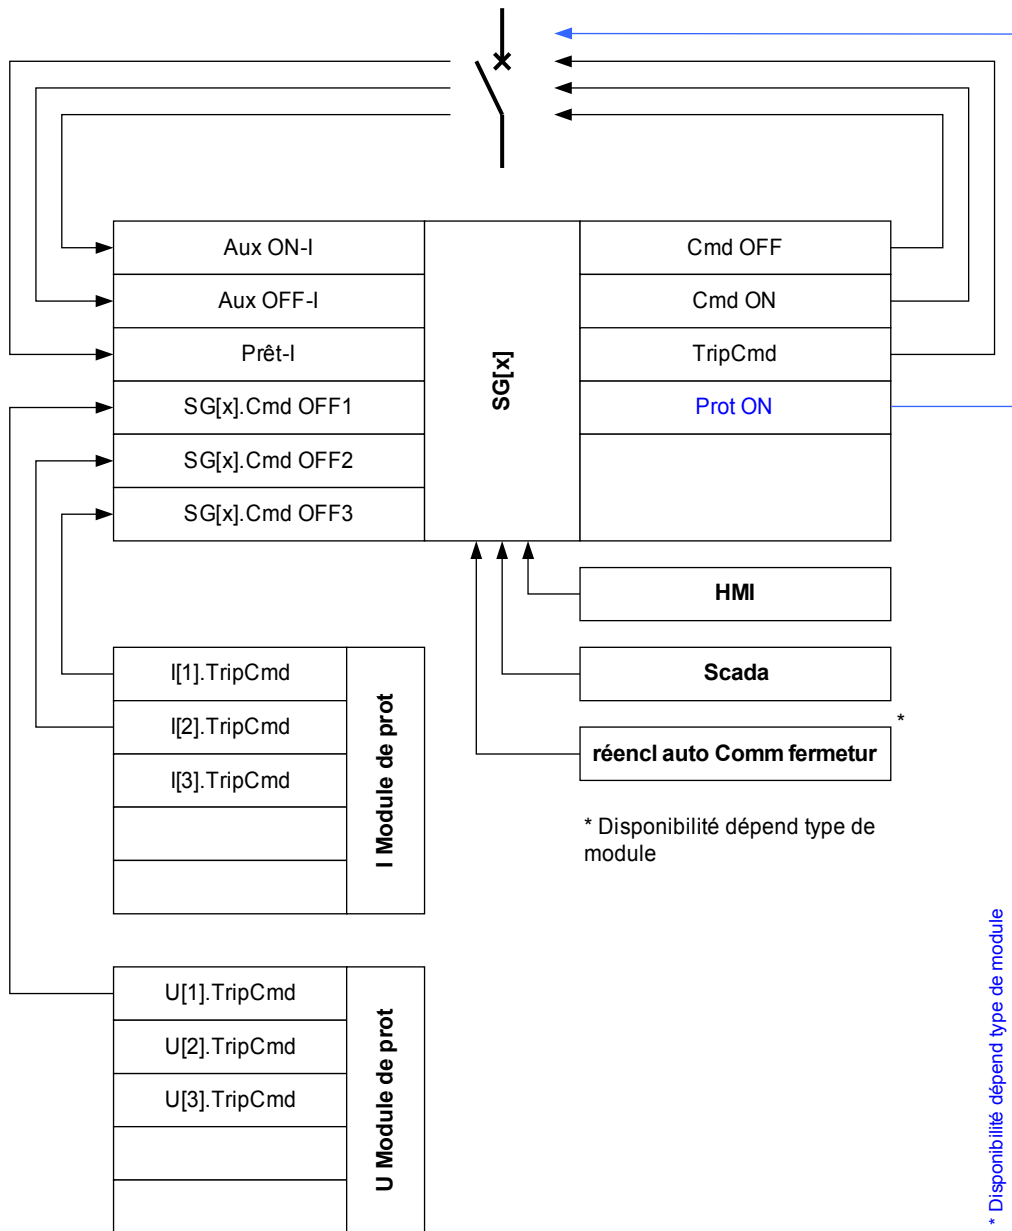 Aux ON-I
Aux OFF-I
Prêt-I
SG[x].Cmd OFF1
SG[x].Cmd OFF2
SG[x].Cmd OFF3
SG[x]
Cmd OFF
Cmd ON
TripCmd
Prot ON
HMI
Scada
*
réencl auto Comm fermetur
* Disponibilité dépend type de
module
I[1].TripCmd
I[2].TripCmd
I[3].TripCmd
I Module de prot
U[1].TripCmd
U[2].TripCmd
U[3].TripCmd
U Module de prot
* Disponibilité dépend type de module